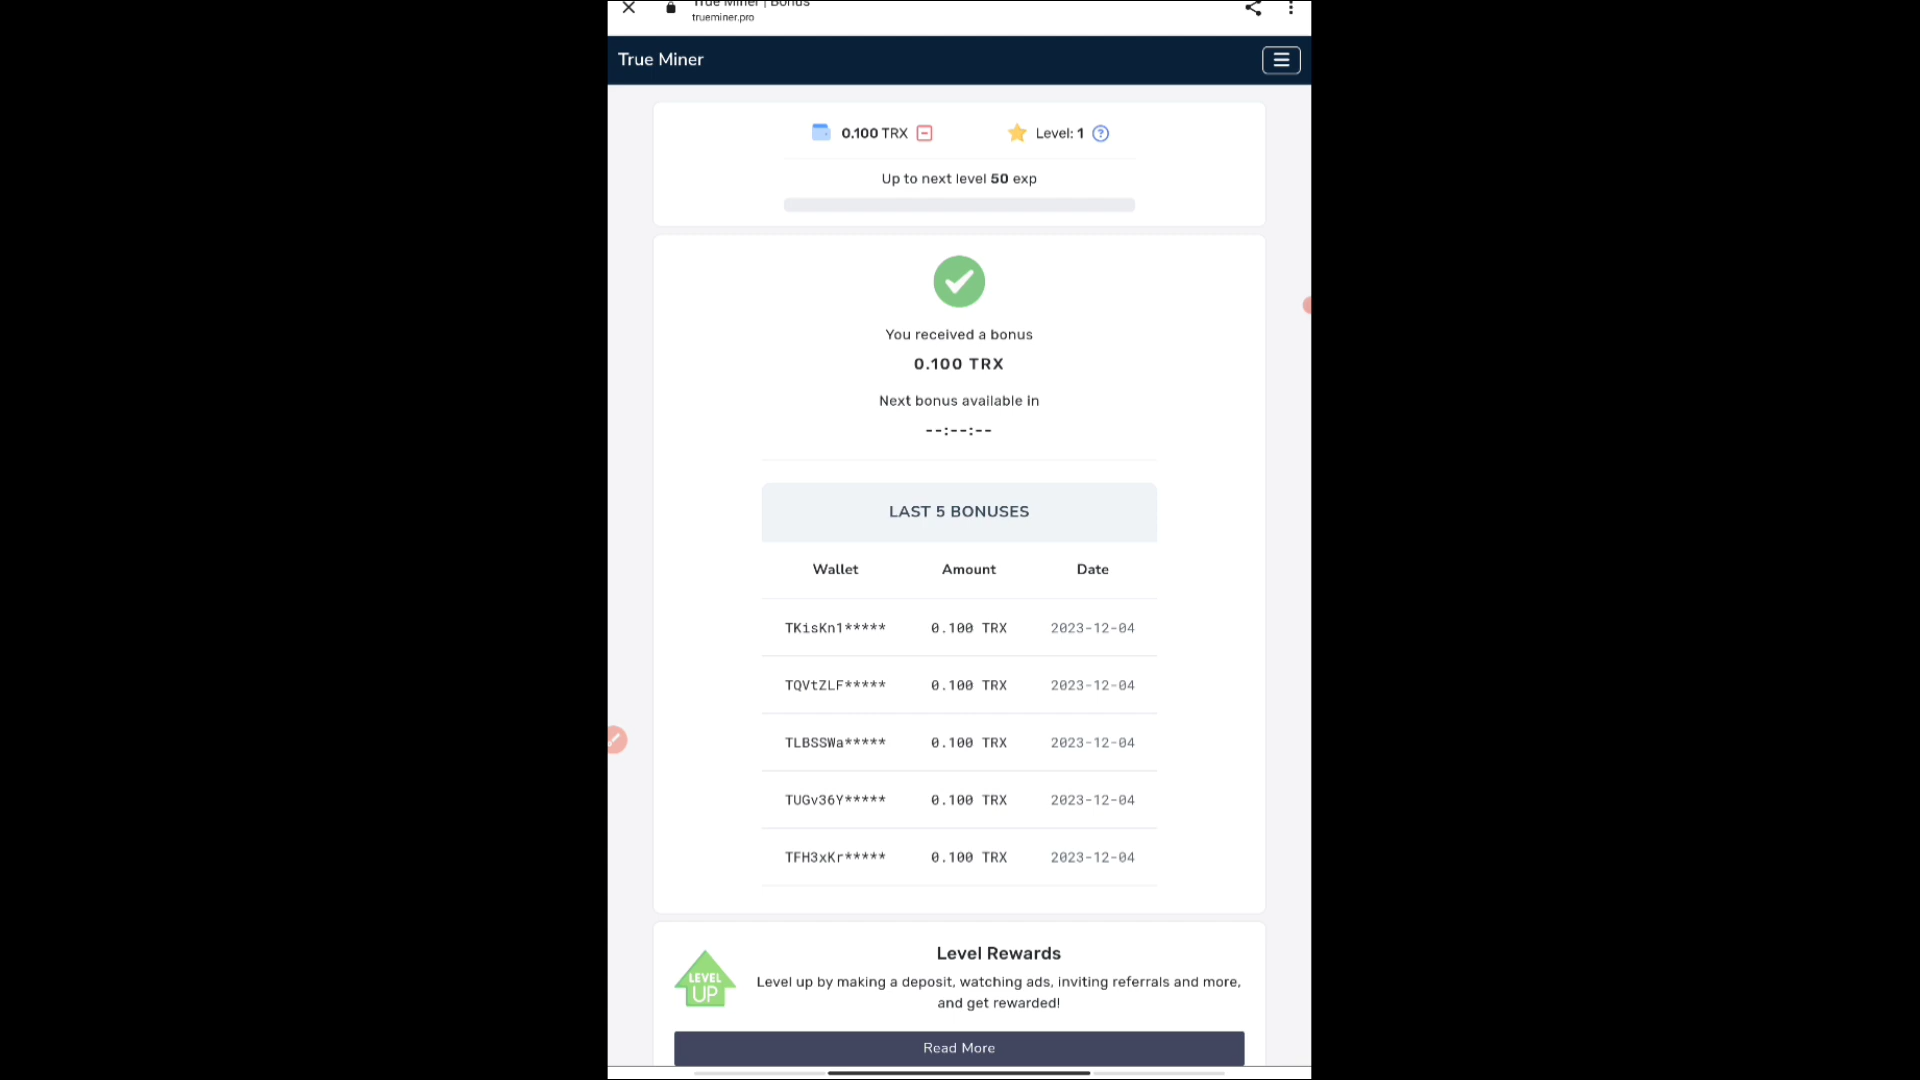 True Miner | Bonus
trueminer.pro
True Miner
0.100 TRX
Level: 1
Up to next level 50 exp
You received a bonus
0.100 TRX
Next bonus available in
--:--:--
LAST 5 BONUSES
Wallet Amount Date
TKisKn1***** 0.100 TRX 2023-12-04
TQVtZLF***** 0.100 TRX 2023-12-04
TLBSSWa***** 0.100 TRX 2023-12-04
TUGv36Y***** 0.100 TRX 2023-12-04
TFH3xKr***** 0.100 TRX 2023-12-04
LEVEL
UP
Level Rewards
Level up by making a deposit, watching ads, inviting referrals and more,
and get rewarded!
Read More